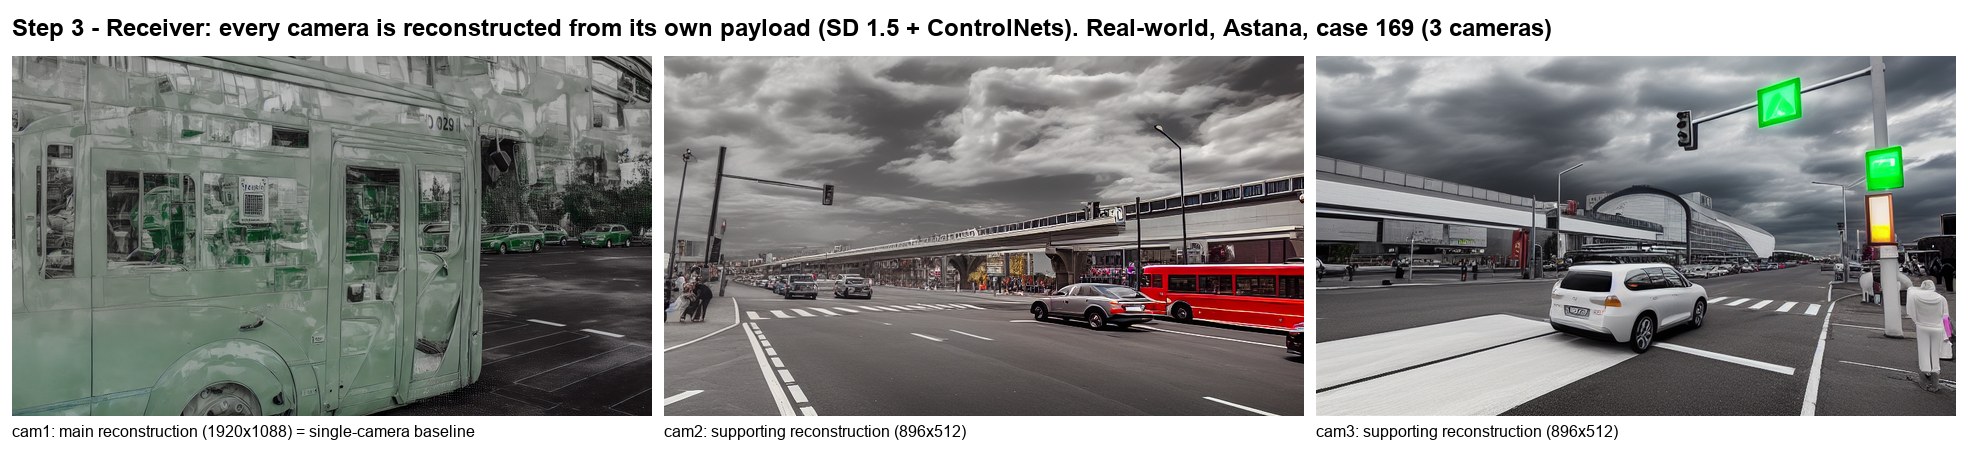 Step 3 - Receiver: every camera is reconstructed from its own payload (SD 1.5 + ControlNets). Real-world, Astana, case 169 (3 cameras)
029
cam1: main reconstruction (1920x1088) = single-camera baseline
cam2: supporting reconstruction (896x512)
cam3: supporting reconstruction (896x512)